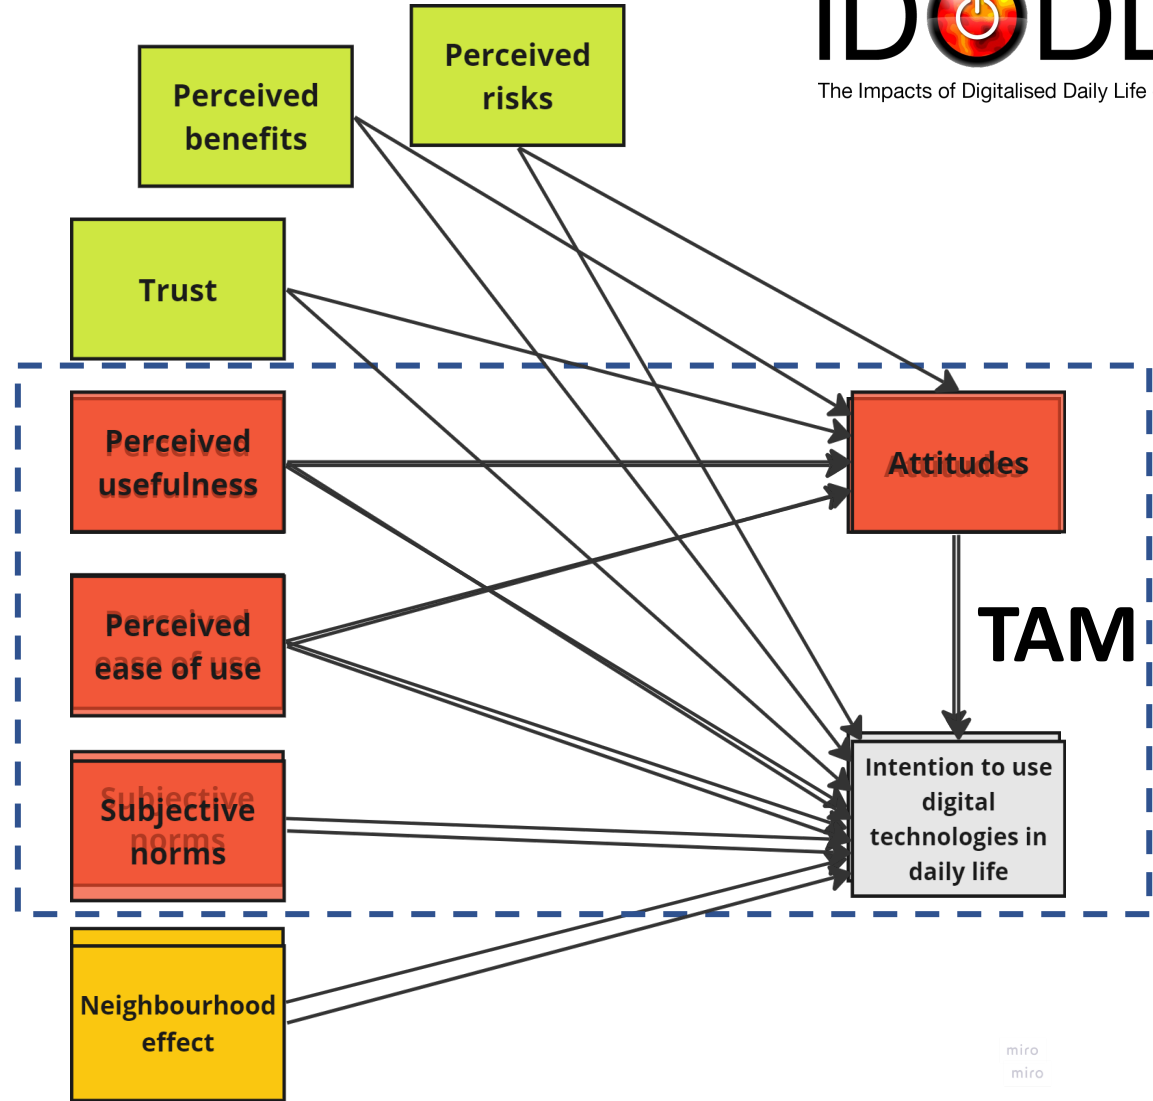 The Impacts of Digitalised Daily Life
Perceived
risks
Perceived
benefits
Trust
Perceived
usefulness
Attitudes
TAM
Perceived
ease of use
Subjective
norms
Intention to use
digital
technologies in
daily life
Neighbourhood
effect
miro
miro